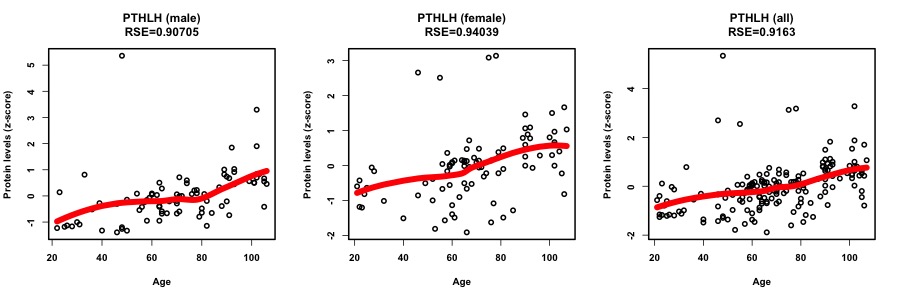 PTHLH (male)
RSE=0.90705
Protein levels (z-score)
5
4
3
2
1
0
-1
20 40 60 80 100
Age
PTHLH (female)
RSE=0.94039
Protein levels (z-score)
3
2
1
0
-1
-2
20 40 60 80 100
Age
PTHLH (all)
RSE=0.9163
Protein levels (z-score)
4
2
0
-2
20 40 60 80 100
Age